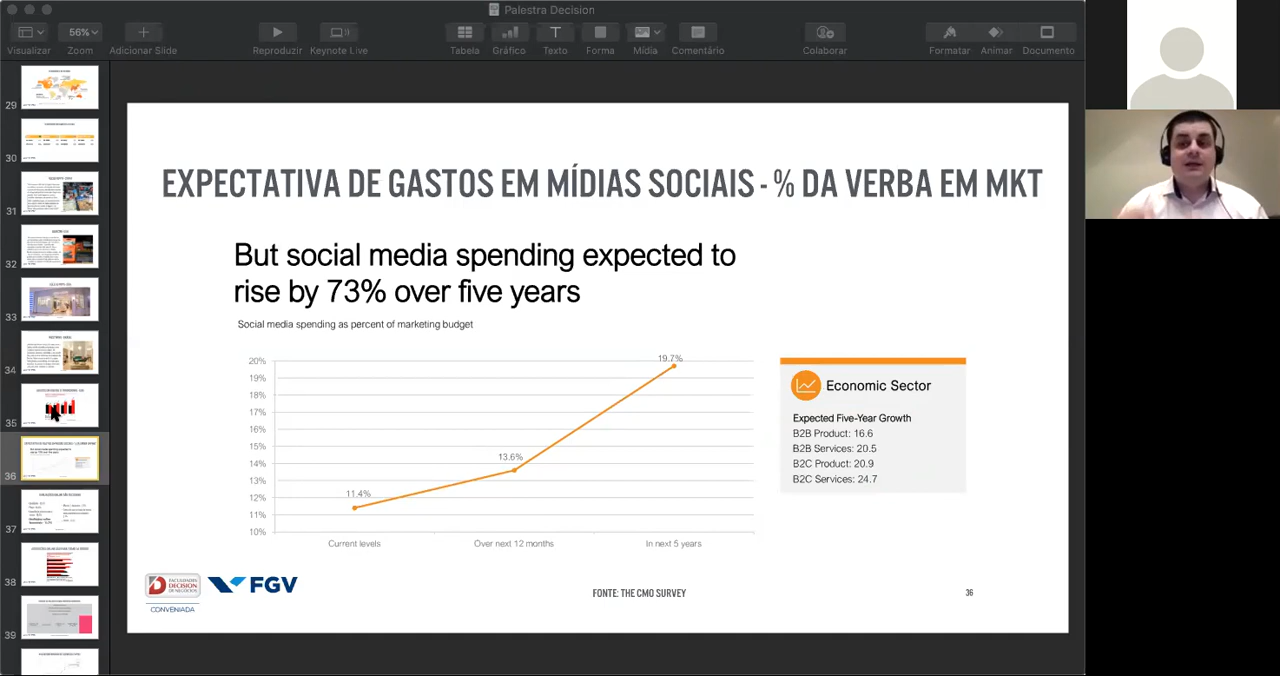 Palestra Decision
56%
Visualizar
Zoom
Adicionar Slide
Reproduzir
Keynote Live
Tabela
Gráfico
Texto
Forma
Mídia
Comentário
Colaborar
Formatar
Animar
Documento
29
30
31
32
33
34
35
36
37
38
39
EXPECTATIVA DE GASTOS EM MÍDIAS SOCIAIS - % DA VERBA EM MKT
But social media spending expected to
rise by 73% over five years
Social media spending as percent of marketing budget
20%
19%
18%
17%
16%
15%
14%
13%
12%
11%
10%
11.4%
13.6%
19.7%
Current levels
Over next 12 months
In next 5 years
Economic Sector
Expected Five-Year Growth
B2B Product: 16.6
B2B Services: 20.5
B2C Product: 20.9
B2C Services: 24.7
FACULDADES
DECISION
DE NEGÓCIOS
CONVENIADA
FGV
FONTE: THE CMO SURVEY
36